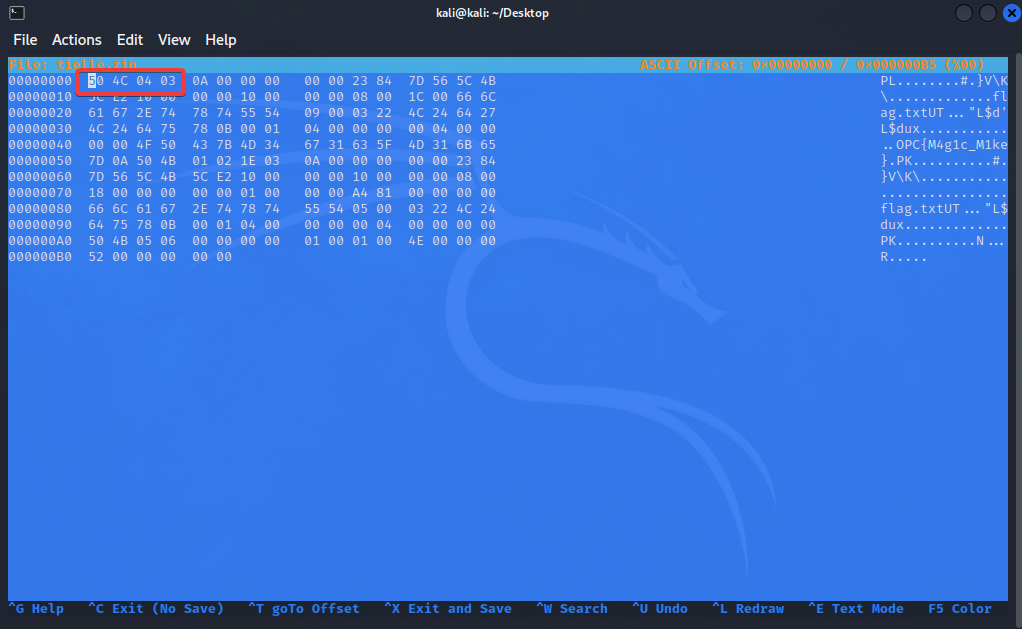 kali@kali: ~/Desktop
File Actions Edit View Help
File: tielle.zip ASCII Offset: 0×00000000 / 0×000000B5 (%00)
00000000 50 4C 04 03 0A 00 00 00 00 00 23 84 7D 56 5C 4B PL........#.}V\K
00000010 5C E2 10 00 00 00 10 00 00 00 08 00 1C 00 66 6C \.............fl
00000020 61 67 2E 74 78 74 55 54 09 00 03 22 4C 24 64 27 ag.txtUT..."L$d'
00000030 4C 24 64 75 78 0B 00 01 04 00 00 00 00 04 00 00 L$dux...........
00000040 00 00 4F 50 43 7B 4D 34 67 31 63 5F 4D 31 6B 65 ..OPC{M4g1c_M1ke
00000050 7D 0A 50 4B 01 02 1E 03 0A 00 00 00 00 00 23 84 }.PK..........#.
00000060 7D 56 5C 4B 5C E2 10 00 00 00 10 00 00 00 08 00 }V\K\...........
00000070 18 00 00 00 00 00 01 00 00 00 A4 81 00 00 00 00 ................
00000080 66 6C 61 67 2E 74 78 74 55 54 05 00 03 22 4C 24 flag.txtUT..."L$
00000090 64 75 78 0B 00 01 04 00 00 00 00 04 00 00 00 00 dux.............
000000A0 50 4B 05 06 00 00 00 00 01 00 01 00 4E 00 00 00 PK..........N...
000000B0 52 00 00 00 00 00 R.....
^G Help ^C Exit (No Save) ^T goTo Offset ^X Exit and Save ^W Search ^U Undo ^L Redraw ^E Text Mode F5 Color